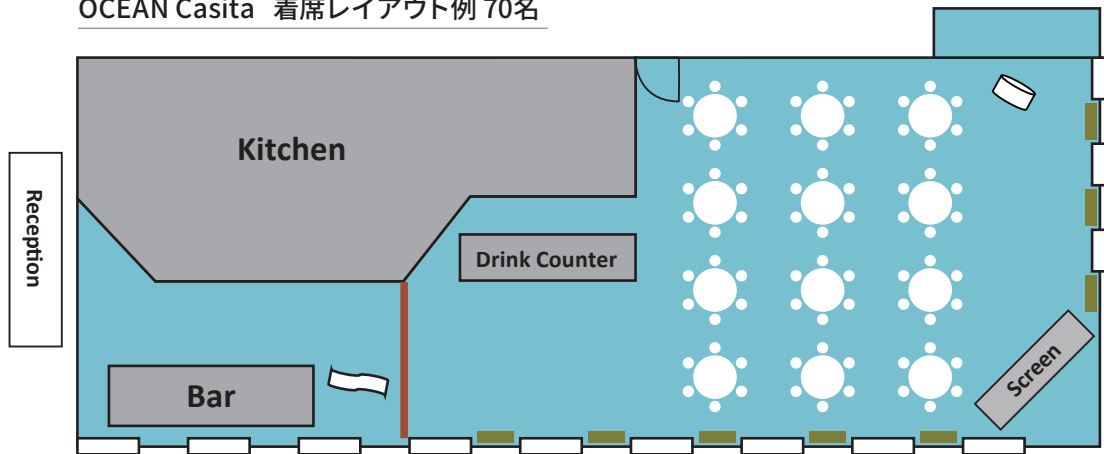 OCEAN Casita 着席レイアウト例 70名
Kitchen
Reception
Drink Counter
Screen
Bar